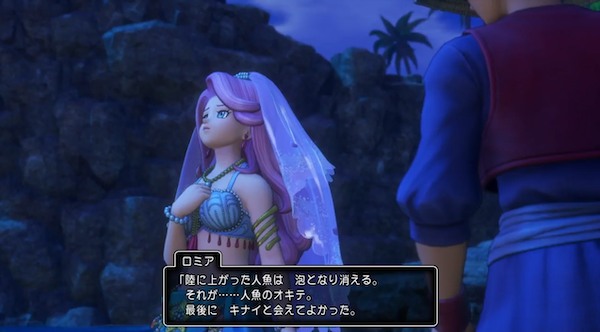 ロミア
「陸に上がった人魚は 泡となり消える。
それが……人魚のオキテ。
最後に キナイと会えてよかった。